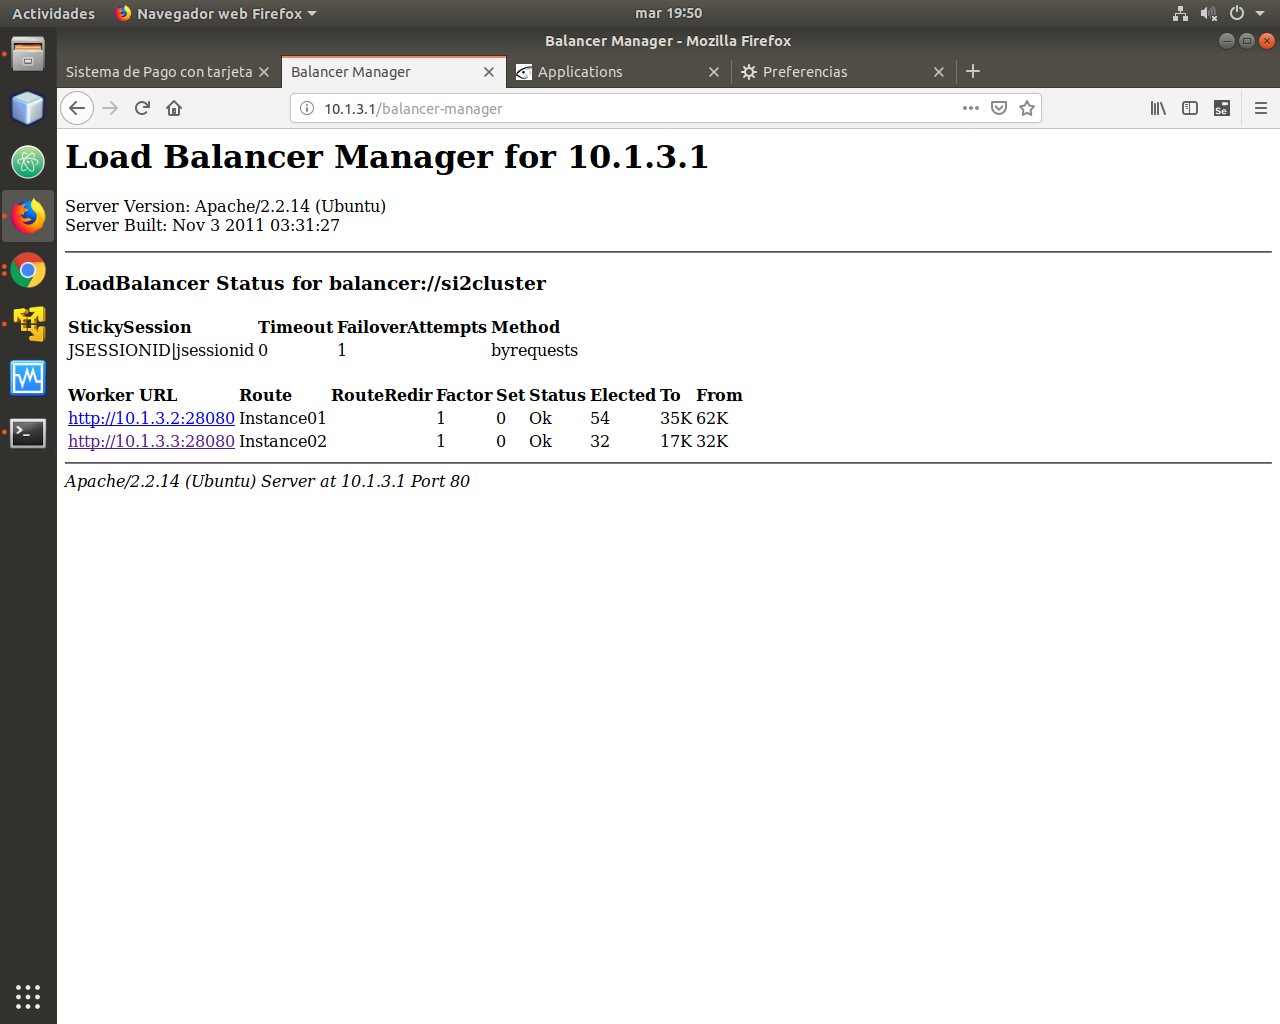 Actividades Navegador web Firefox mar 19:50
Balancer Manager - Mozilla Firefox
Sistema de Pago con tarjeta Balancer Manager Applications Preferencias
10.1.3.1/balancer-manager Se
Load Balancer Manager for 10.1.3.1
Server Version: Apache/2.2.14 (Ubuntu)
Server Built: Nov 3 2011 03:31:27
LoadBalancer Status for balancer://si2cluster
StickySession Timeout FailoverAttempts Method
JSESSIONID|jsessionid 0 1 byrequests
Worker URL Route RouteRedir Factor Set Status Elected To From
http://10.1.3.2:28080 Instance01 1 0 Ok 54 35K 62K
http://10.1.3.3:28080 Instance02 1 0 Ok 32 17K 32K
Apache/2.2.14 (Ubuntu) Server at 10.1.3.1 Port 80